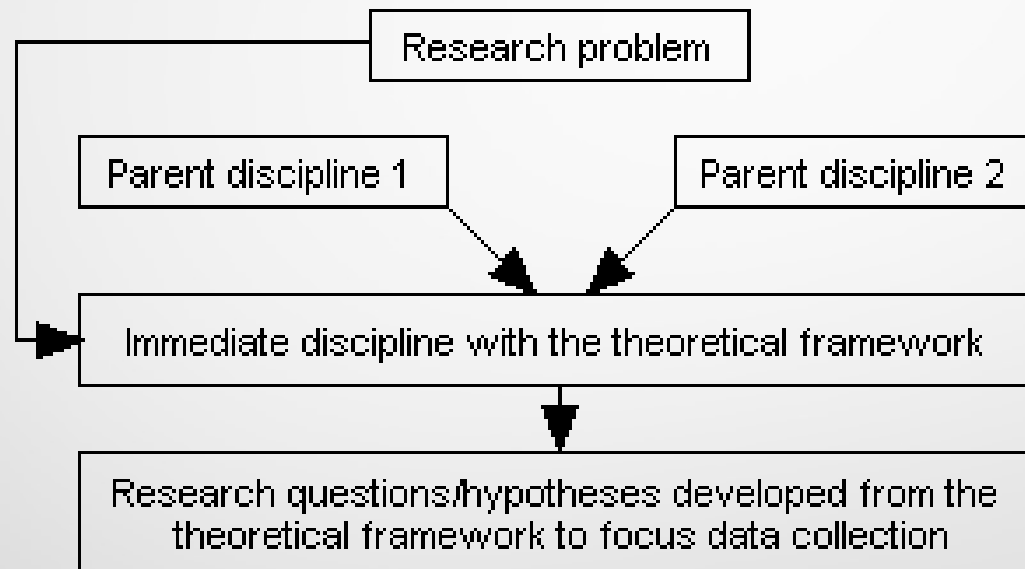 Research problem
Parent discipline 1
Parent discipline 2
Immediate discipline with the theoretical framework
Research questions/hypotheses developed from the
theoretical framework to focus data collection